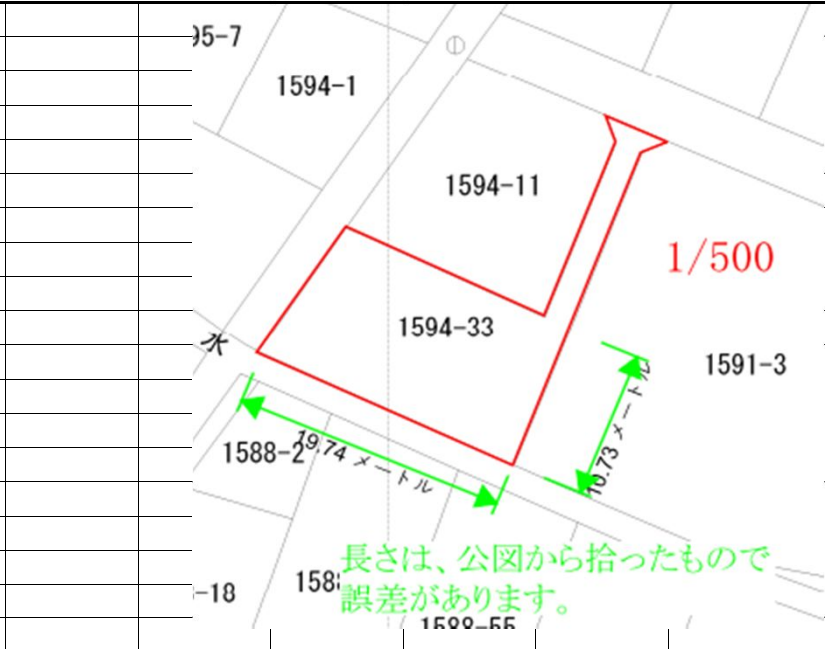 95-7
1594-1
1594-11
1/500
1594-33
水
1591-3
10.73 メートル
1588-2
19.74 メートル
長さは、公図から拾ったもので
誤差があります。
-18
158
1588-55